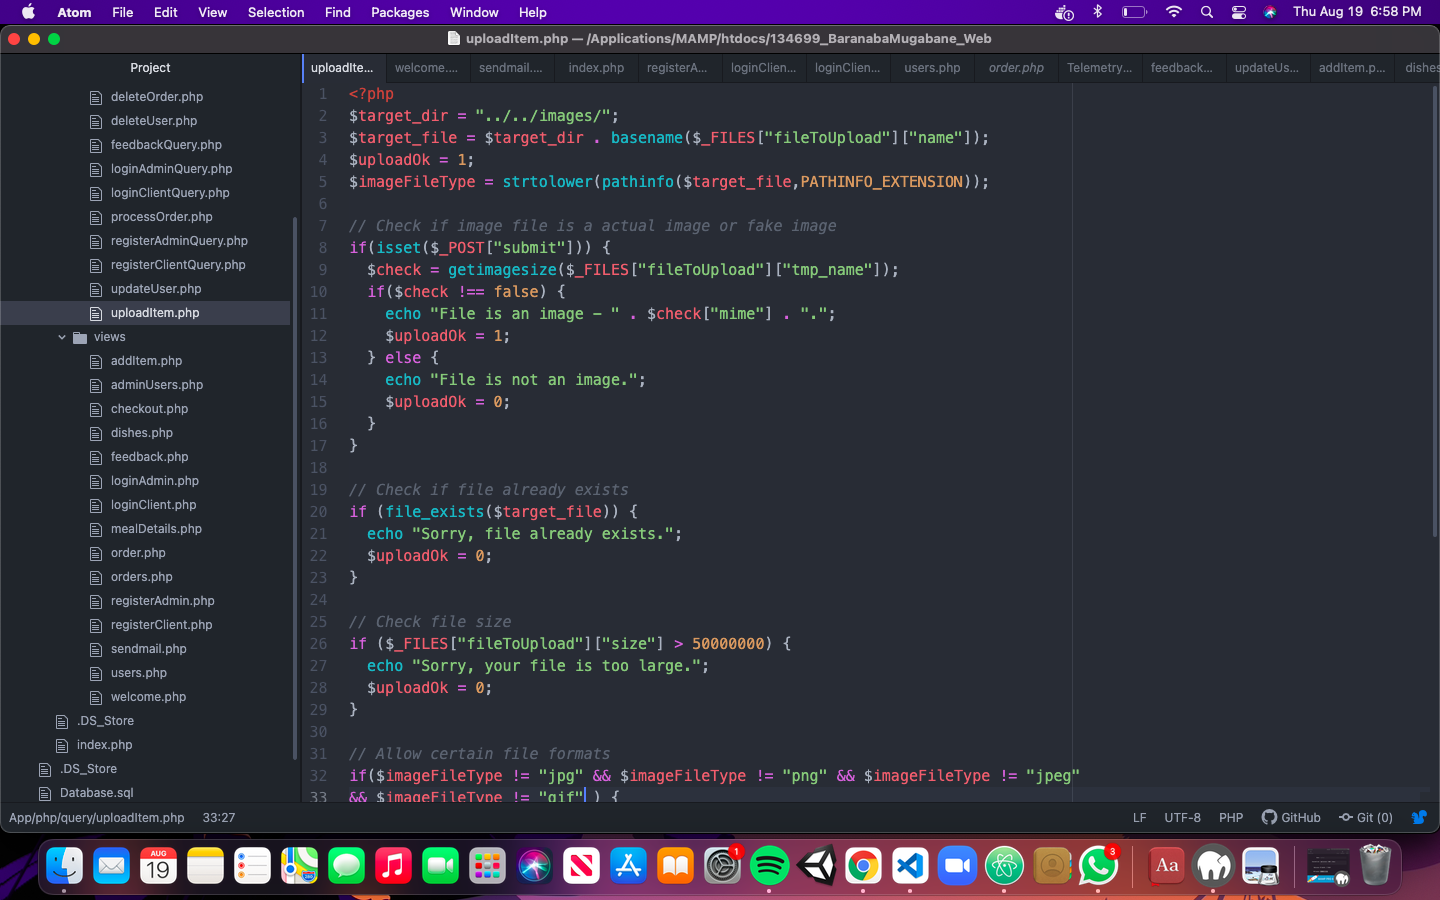 Atom File Edit View Selection Find Packages Window Help Thu Aug 19 6:58 PM
uploadItem.php — /Applications/MAMP/htdocs/134699_BaranabaMugabane_Web
Project
uploadIte... welcome.... sendmail.... index.php registerA... loginClien... loginClien... users.php order.php Telemetry... feedback... updateUs... addItem.p... dishes
deleteOrder.php
deleteUser.php
feedbackQuery.php
loginAdminQuery.php
loginClientQuery.php
processOrder.php
registerAdminQuery.php
registerClientQuery.php
updateUser.php
uploadItem.php
views
addItem.php
adminUsers.php
checkout.php
dishes.php
feedback.php
loginAdmin.php
loginClient.php
mealDetails.php
order.php
orders.php
registerAdmin.php
registerClient.php
sendmail.php
users.php
welcome.php
.DS_Store
index.php
.DS_Store
Database.sql
1 <?php
2 $target_dir = "../../images/";
3 $target_file = $target_dir . basename($_FILES["fileToUpload"]["name"]);
4 $uploadOk = 1;
5 $imageFileType = strtolower(pathinfo($target_file,PATHINFO_EXTENSION));
6
7 // Check if image file is a actual image or fake image
8 if(isset($_POST["submit"])) {
9 $check = getimagesize($_FILES["fileToUpload"]["tmp_name"]);
10 if($check !== false) {
11 echo "File is an image - " . $check["mime"] . ".";
12 $uploadOk = 1;
13 } else {
14 echo "File is not an image.";
15 $uploadOk = 0;
16 }
17 }
18
19 // Check if file already exists
20 if (file_exists($target_file)) {
21 echo "Sorry, file already exists.";
22 $uploadOk = 0;
23 }
24
25 // Check file size
26 if ($_FILES["fileToUpload"]["size"] > 50000000) {
27 echo "Sorry, your file is too large.";
28 $uploadOk = 0;
29 }
30
31 // Allow certain file formats
32 if($imageFileType != "jpg" && $imageFileType != "png" && $imageFileType != "jpeg"
33 && $imageFileType != "gif" ) {
App/php/query/uploadItem.php 33:27 LF UTF-8 PHP GitHub Git (0)
AUG
19
1
3
Aa